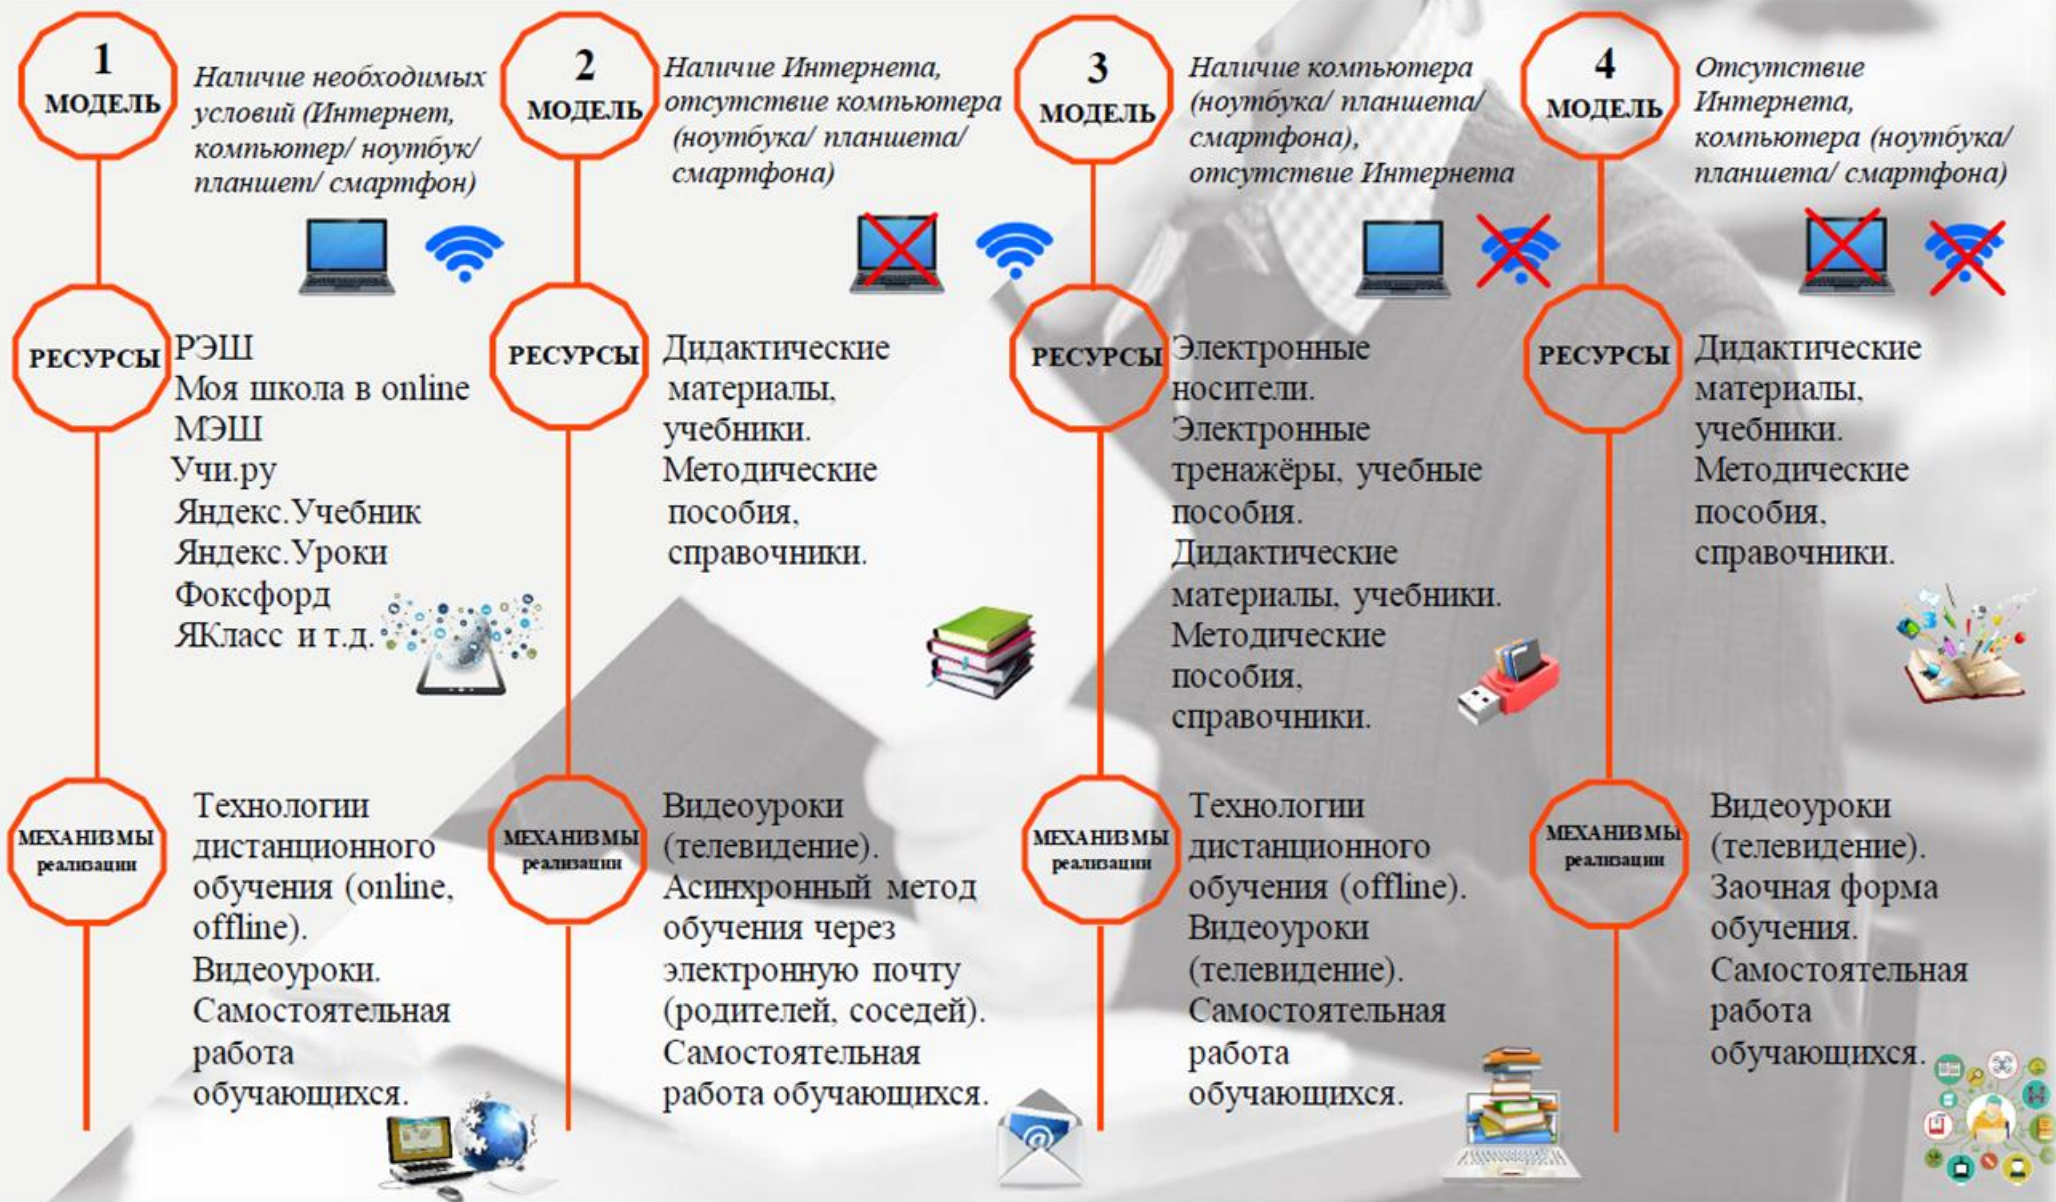 1
МОДЕЛЬ
Наличие необходимых
условий (Интернет,
компьютер/ ноутбук/
планшет/ смартфон)
РЕСУРСЫ
РЭШ
Моя школа в online
МЭШ
Учи.ру
Яндекс.Учебник
Яндекс.Уроки
Фоксфорд
ЯКласс и т.д.
МЕХАНИЗМЫ
реализации
Технологии
дистанционного
обучения (online,
offline).
Видеоуроки.
Самостоятельная
работа
обучающихся.
2
МОДЕЛЬ
Наличие Интернета,
отсутствие компьютера
(ноутбука/ планшета/
смартфона)
РЕСУРСЫ
Дидактические
материалы,
учебники.
Методические
пособия,
справочники.
МЕХАНИЗМЫ
реализации
Видеоуроки
(телевидение).
Асинхронный метод
обучения через
электронную почту
(родителей, соседей).
Самостоятельная
работа обучающихся.
@
3
МОДЕЛЬ
Наличие компьютера
(ноутбука/ планшета/
смартфона),
отсутствие Интернета
РЕСУРСЫ
Электронные
носители.
Электронные
тренажёры, учебные
пособия.
Дидактические
материалы, учебники.
Методические
пособия,
справочники.
МЕХАНИЗМЫ
реализации
Технологии
дистанционного
обучения (offline).
Видеоуроки
(телевидение).
Самостоятельная
работа
обучающихся.
4
МОДЕЛЬ
Отсутствие
Интернета,
компьютера (ноутбука/
планшета/ смартфона)
РЕСУРСЫ
Дидактические
материалы,
учебники.
Методические
пособия,
справочники.
МЕХАНИЗМЫ
реализации
Видеоуроки
(телевидение).
Заочная форма
обучения.
Самостоятельная
работа
обучающихся.